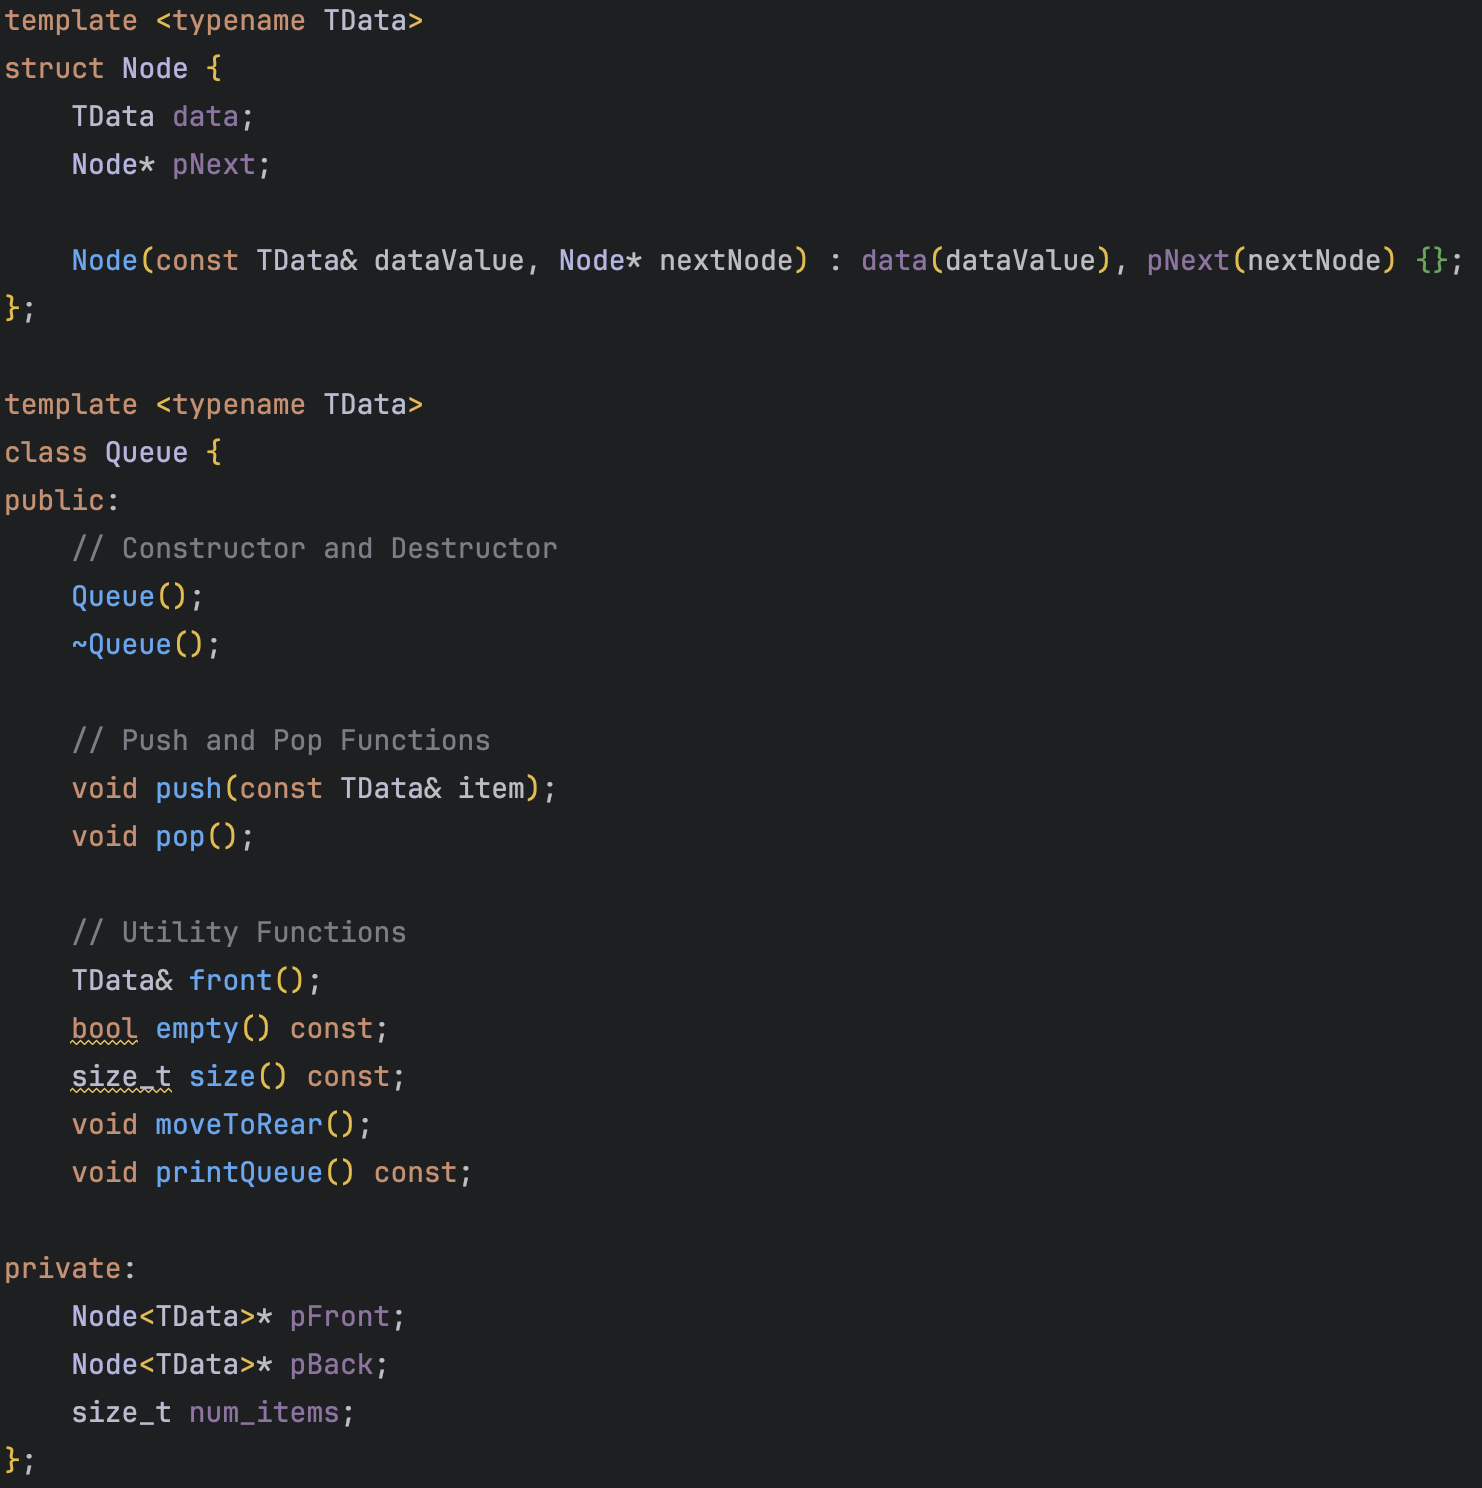 template <typename TData>
struct Node {
    TData data;
    Node* pNext;

    Node(const TData& dataValue, Node* nextNode) : data(dataValue), pNext(nextNode) {};
};

template <typename TData>
class Queue {
public:
    // Constructor and Destructor
    Queue();
    ~Queue();

    // Push and Pop Functions
    void push(const TData& item);
    void pop();

    // Utility Functions
    TData& front();
    bool empty() const;
    size_t size() const;
    void moveToRear();
    void printQueue() const;

private:
    Node<TData>* pFront;
    Node<TData>* pBack;
    size_t num_items;
};